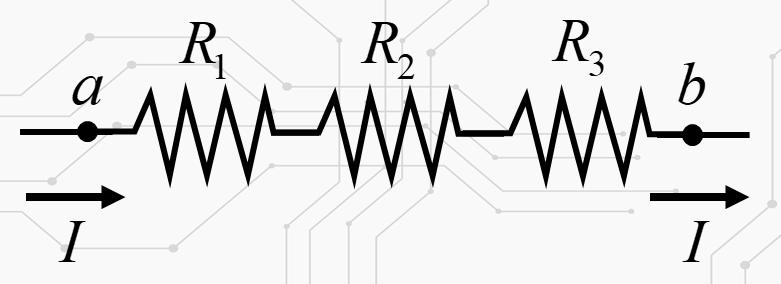 R₁ R₂ R₃
a b
I I